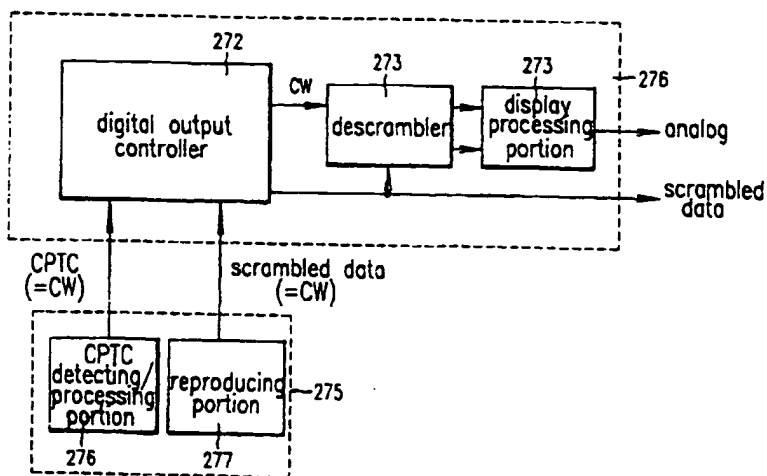 272
273
273
276
CW
digital output
controller
descrambler
display
processing
portion
analog
scrambled
data
CPTC
(=CW)
scrambled data
(=CW)
CPTC
detecting/
processing
portion
reproducing
portion
275
276
277